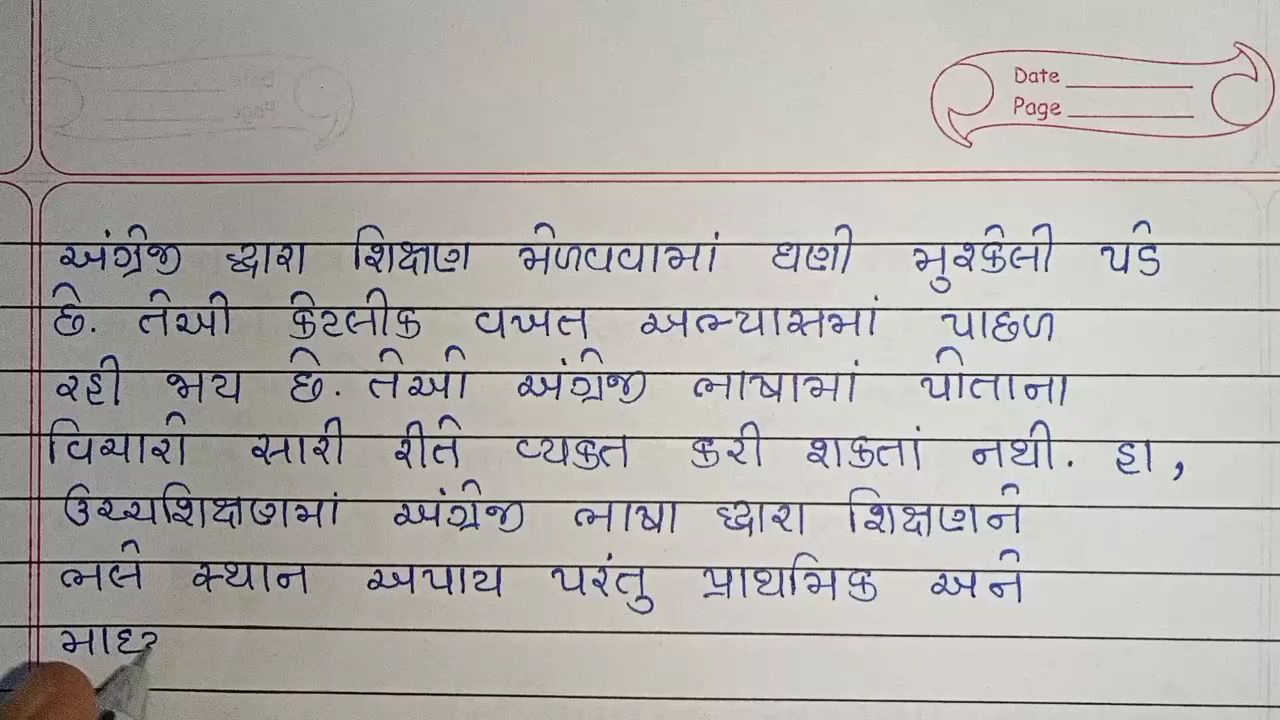 Date
Page
અંગ્રેજી દ્વારા શિક્ષણ મેળવવામાં ઘણી મુશ્કેલી પડે
છે. તેઓ કેટલીક વખત અભ્યાસમાં પાછળ
રહી જાય છે. તેઓ અંગ્રેજી ભાષામાં પોતાના
વિચારો સારી રીતે વ્યક્ત કરી શકતાં નથી. હા,
ઉચ્ચશિક્ષણમાં અંગ્રેજી ભાષા દ્વારા શિક્ષણને
ભલે સ્થાન અપાય પરંતુ પ્રાથમિક અને